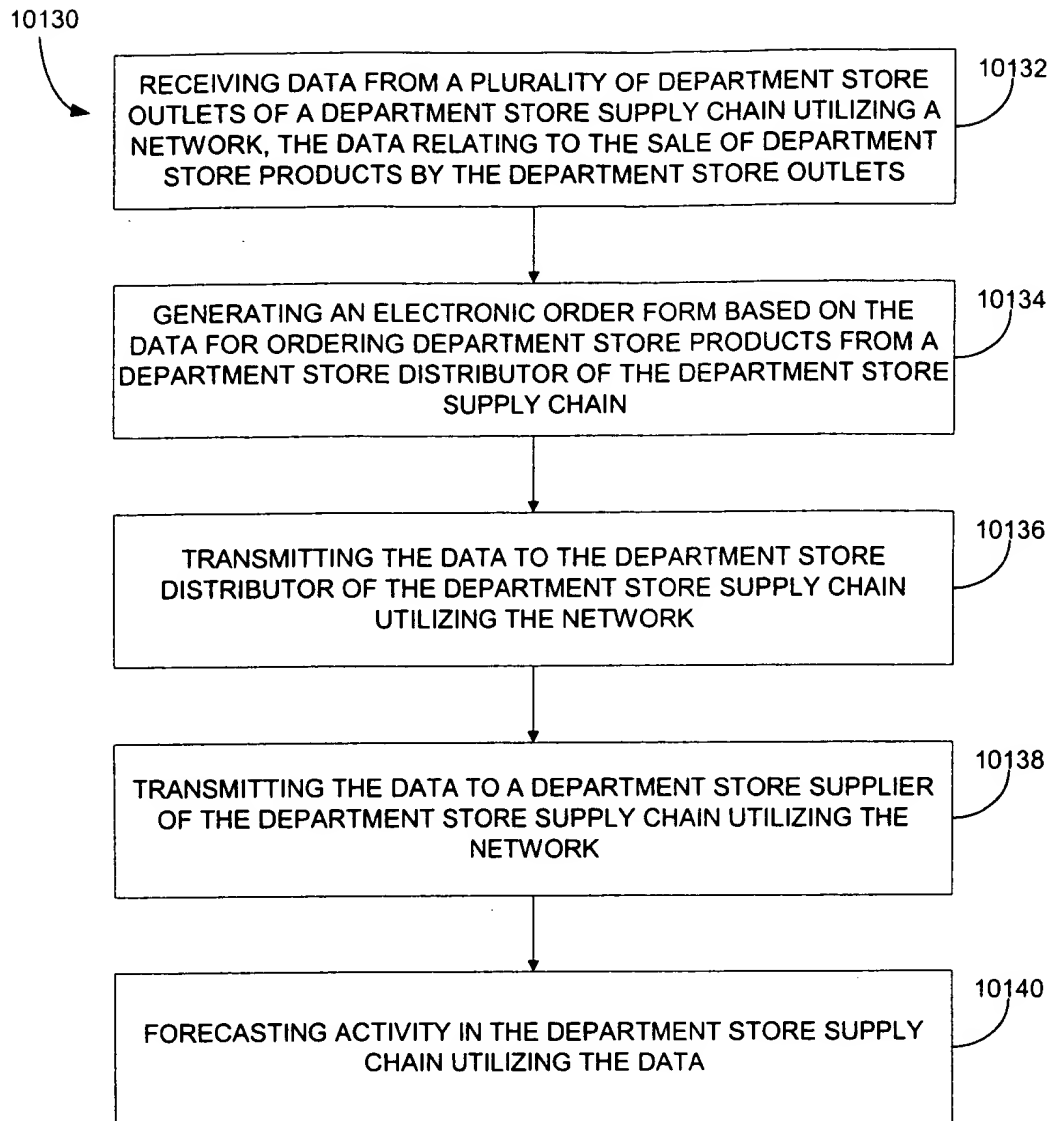 10130
RECEIVING DATA FROM A PLURALITY OF DEPARTMENT STORE
OUTLETS OF A DEPARTMENT STORE SUPPLY CHAIN UTILIZING A
NETWORK, THE DATA RELATING TO THE SALE OF DEPARTMENT
STORE PRODUCTS BY THE DEPARTMENT STORE OUTLETS
10132
GENERATING AN ELECTRONIC ORDER FORM BASED ON THE
DATA FOR ORDERING DEPARTMENT STORE PRODUCTS FROM A
DEPARTMENT STORE DISTRIBUTOR OF THE DEPARTMENT STORE
SUPPLY CHAIN
10134
TRANSMITTING THE DATA TO THE DEPARTMENT STORE
DISTRIBUTOR OF THE DEPARTMENT STORE SUPPLY CHAIN
UTILIZING THE NETWORK
10136
TRANSMITTING THE DATA TO A DEPARTMENT STORE SUPPLIER
OF THE DEPARTMENT STORE SUPPLY CHAIN UTILIZING THE
NETWORK
10138
FORECASTING ACTIVITY IN THE DEPARTMENT STORE SUPPLY
CHAIN UTILIZING THE DATA
10140